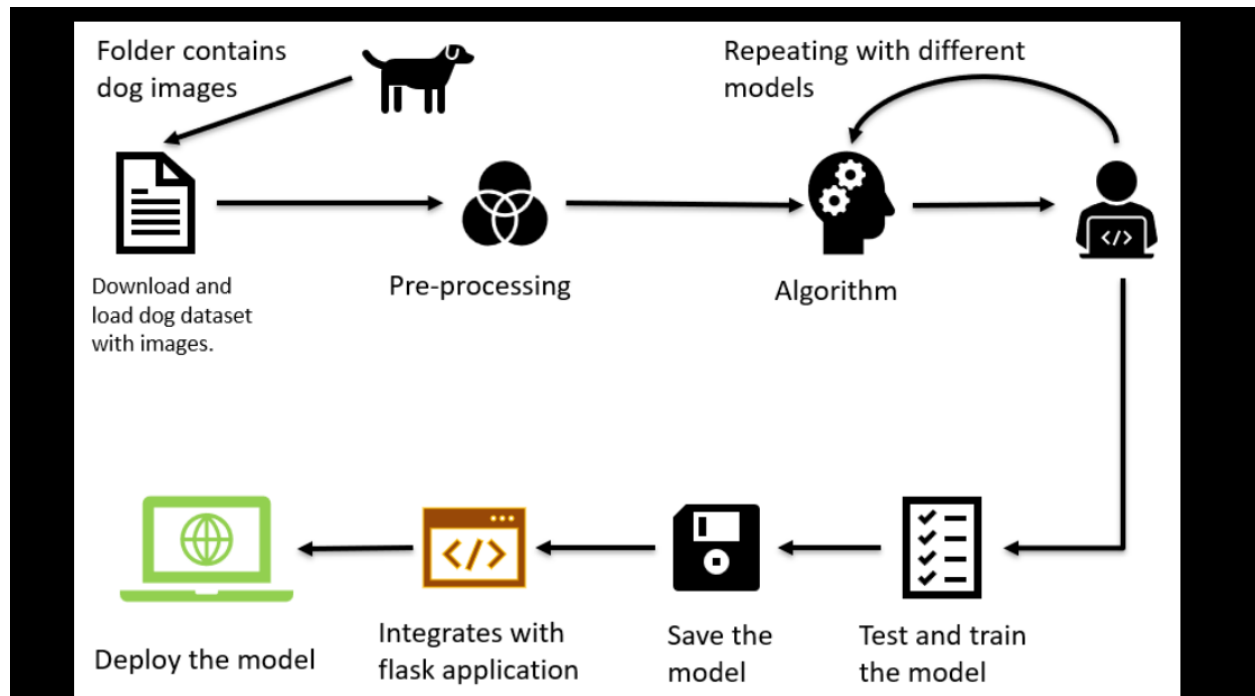 Folder contains
dog images
Repeating with different
models
Download and
load dog dataset
with images.
Pre-processing
Algorithm
</>
</>
Deploy the model
Integrates with
flask application
Save the
model
Test and train
the model